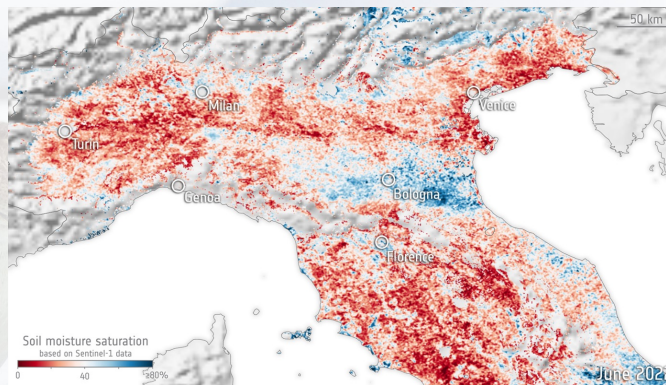 50 km
Milan
Venice
Turin
Bologna
Genoa
Florence
Soil moisture saturation
based on Sentinel-1 data
0 40 ≥80%
June